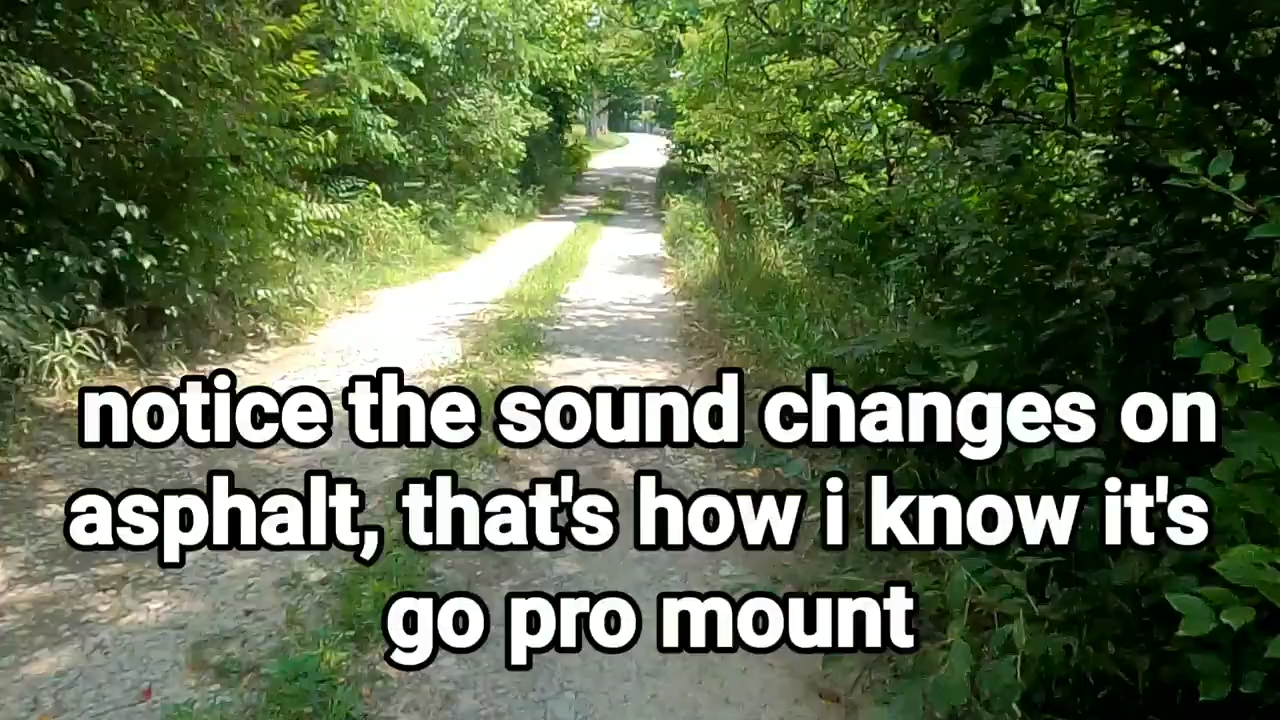 notice the sound changes on
asphalt, that's how i know it's
go pro mount